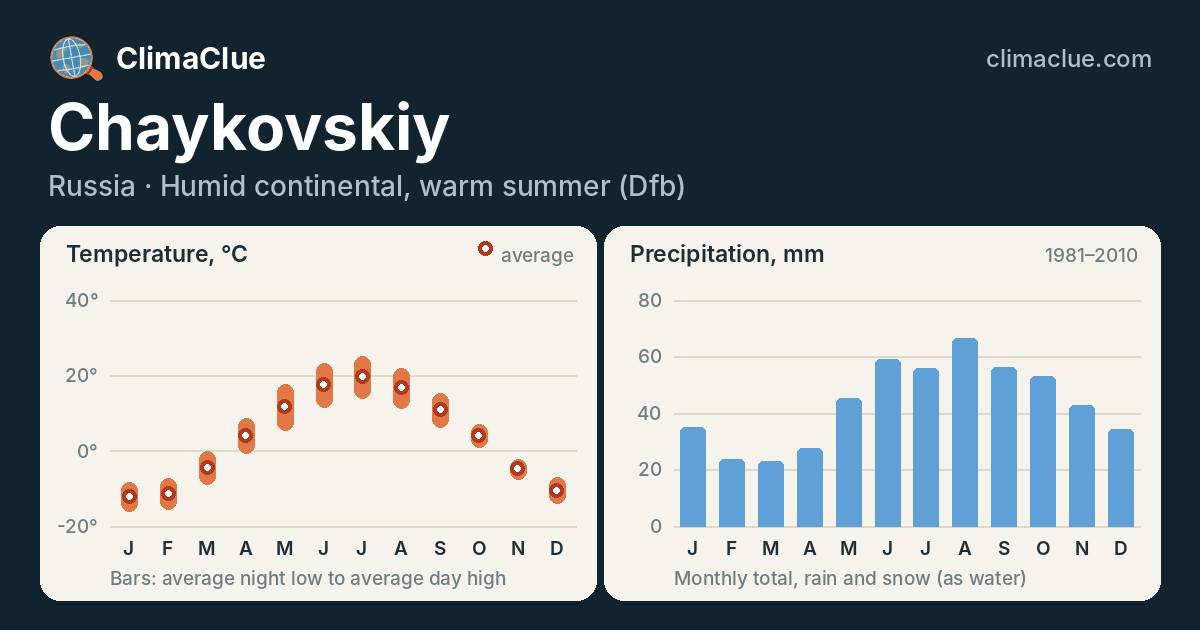 ClimaClue
climaclue.com
Chaykovskiy
Russia · Humid continental, warm summer (Dfb)
Temperature, °C
average
40°
20°
0°
-20°
J F M A M J J A S O N D
Bars: average night low to average day high
Precipitation, mm
1981–2010
80
60
40
20
0
J F M A M J J A S O N D
Monthly total, rain and snow (as water)